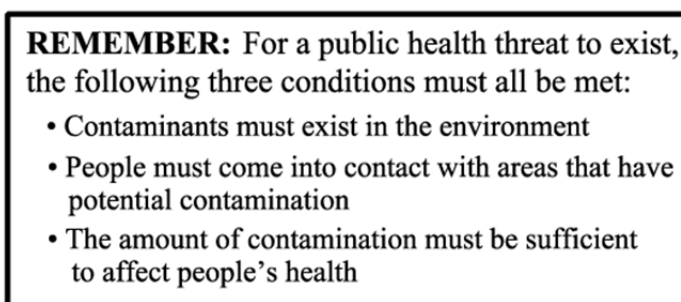 REMEMBER: For a public health threat to exist,
the following three conditions must all be met:
• Contaminants must exist in the environment
• People must come into contact with areas that have
potential contamination
• The amount of contamination must be sufficient
to affect people's health